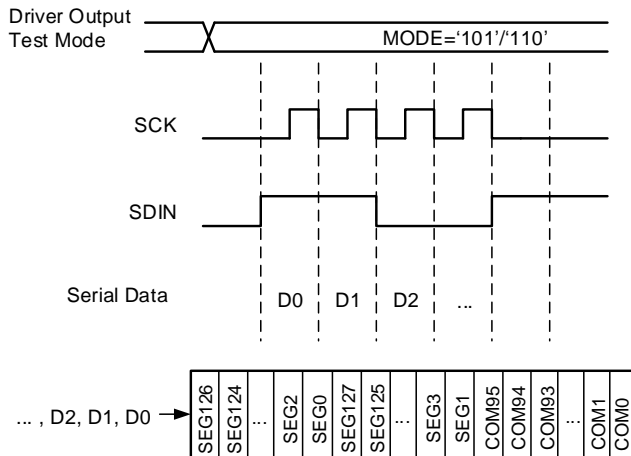 Driver Output
Test Mode
MODE=‘101’/‘110’
SCK
SDIN
Serial Data D0 D1 D2 ...
... , D2, D1, D0
SEG126 SEG124 ... SEG2 SEG0 SEG127 SEG125 ... SEG3 SEG1 COM95 COM94 COM93 ... COM1 COM0